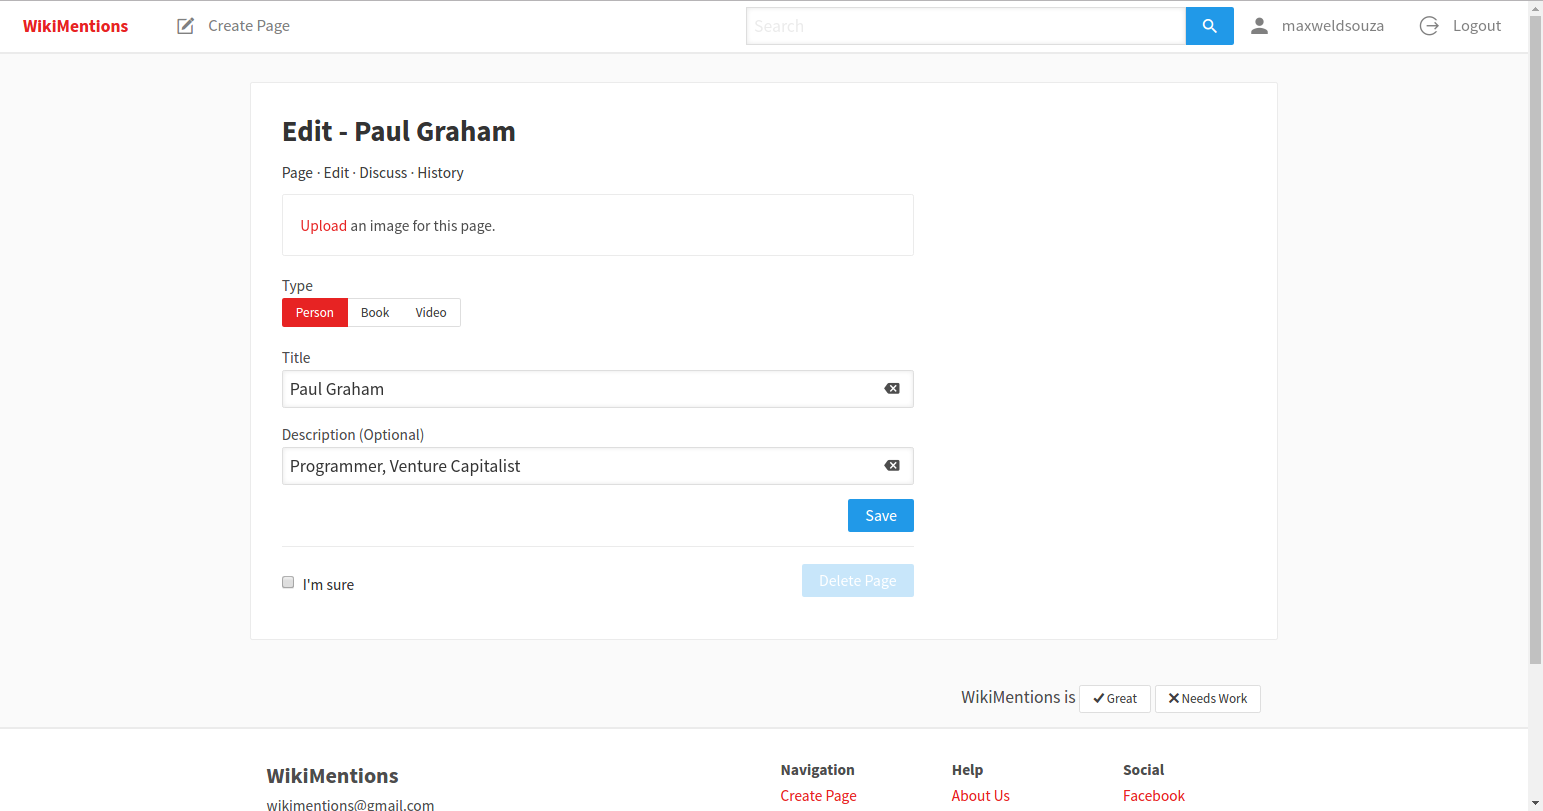 WikiMentions Create Page Search maxweldsouza Logout
Edit - Paul Graham
Page · Edit · Discuss · History
Upload an image for this page.
Type
Person Book Video
Title
Paul Graham
Description (Optional)
Programmer, Venture Capitalist
Save
I'm sure Delete Page
WikiMentions is Great Needs Work
WikiMentions
wikimentions@gmail.com
Navigation
Create Page
Help
About Us
Social
Facebook